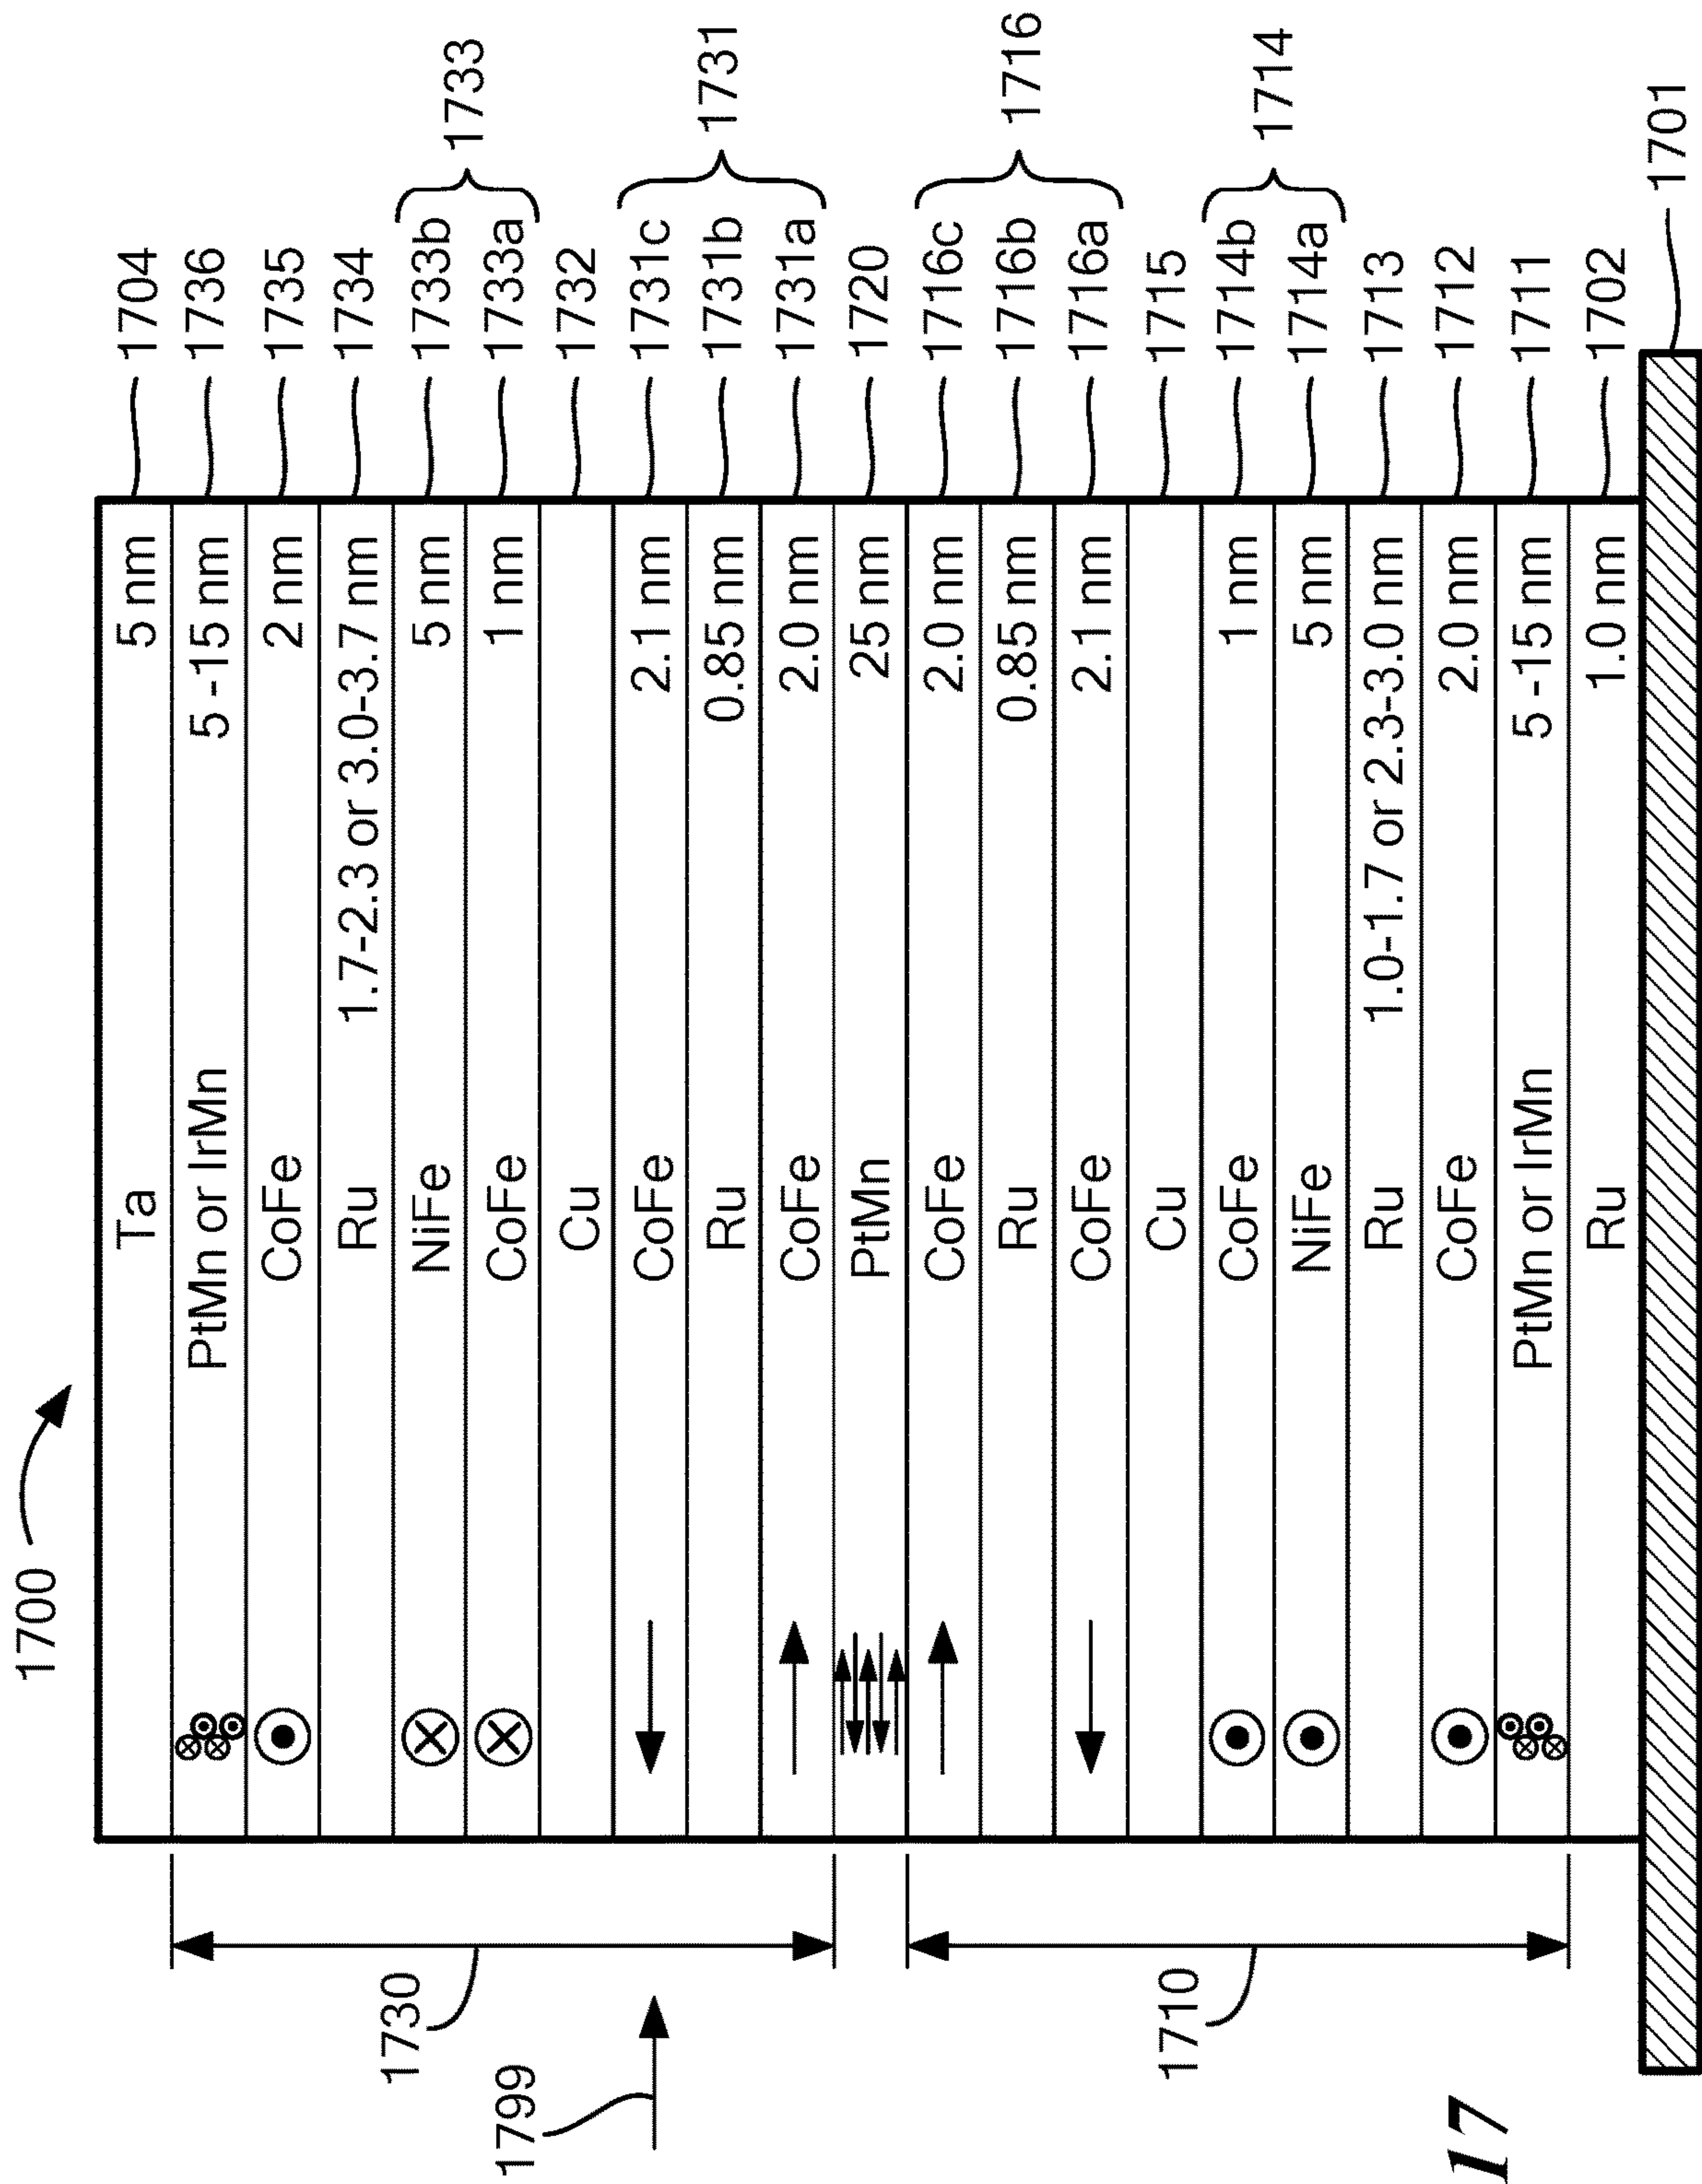 1700
Ta 5 nm 1704
PtMn or IrMn 5 -15 nm 1736
CoFe 2 nm 1735
Ru 1.7-2.3 or 3.0-3.7 nm 1734
NiFe 5 nm 1733b
CoFe 1 nm 1733a
1733
Cu 1732
CoFe 2.1 nm 1731c
Ru 0.85 nm 1731b
CoFe 2.0 nm 1731a
1731
PtMn 25 nm 1720
CoFe 2.0 nm 1716c
Ru 0.85 nm 1716b
CoFe 2.1 nm 1716a
1716
Cu 1715
CoFe 1 nm 1714b
NiFe 5 nm 1714a
1714
Ru 1.0-1.7 or 2.3-3.0 nm 1713
CoFe 2.0 nm 1712
PtMn or IrMn 5 -15 nm 1711
Ru 1.0 nm 1702
1701
1730
1799
1710
17